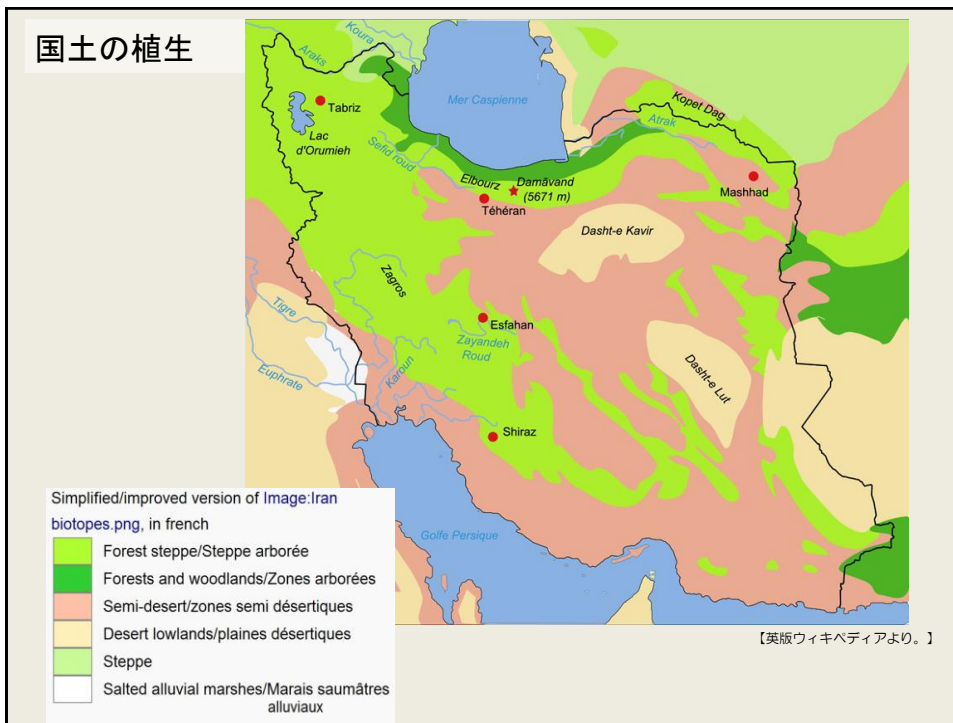 国土の植生
Koura
Araks
Mer Caspienne
Kopet Dag
Tabriz
Atrak
Lac
d'Orumieh
Sefid roud
Elbourz
Damâvand
(5671 m)
Mashhad
Téhéran
Dasht-e Kavir
Zagros
Tigre
Esfahan
Zayandeh
Roud
Euphrate
Karoun
Dasht-e Lut
Shiraz
Golfe Persique
Simplified/improved version of Image:Iran
biotopes.png, in french
Forest steppe/Steppe arborée
Forests and woodlands/Zones arborées
Semi-desert/zones semi désertiques
Desert lowlands/plaines désertiques
Steppe
Salted alluvial marshes/Marais saumâtres
alluviaux
【英版ウィキペディアより。】